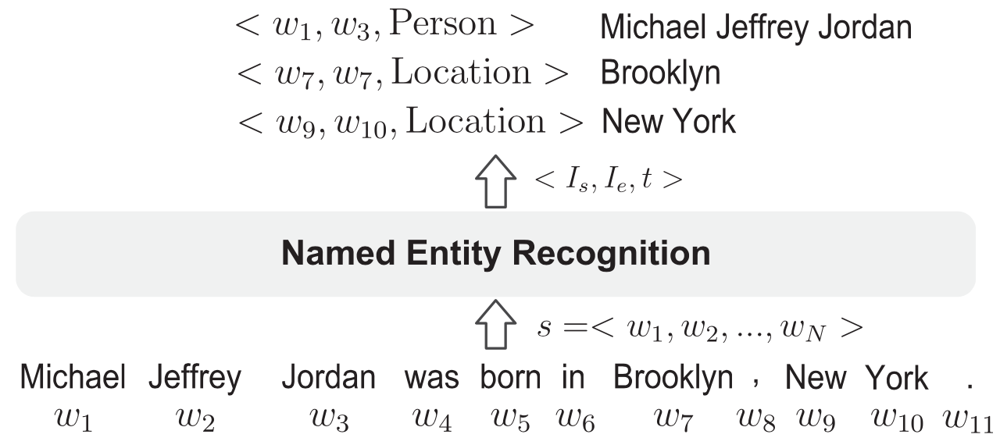 < w₁, w₃, Person > Michael Jeffrey Jordan
< w₇, w₇, Location > Brooklyn
< w₉, w₁₀, Location > New York
< Iₛ, Iₑ, t >
Named Entity Recognition
s =< w₁, w₂, ..., w_N >
Michael Jeffrey Jordan was born in Brooklyn , New York .
w₁ w₂ w₃ w₄ w₅ w₆ w₇ w₈ w₉ w₁₀ w₁₁